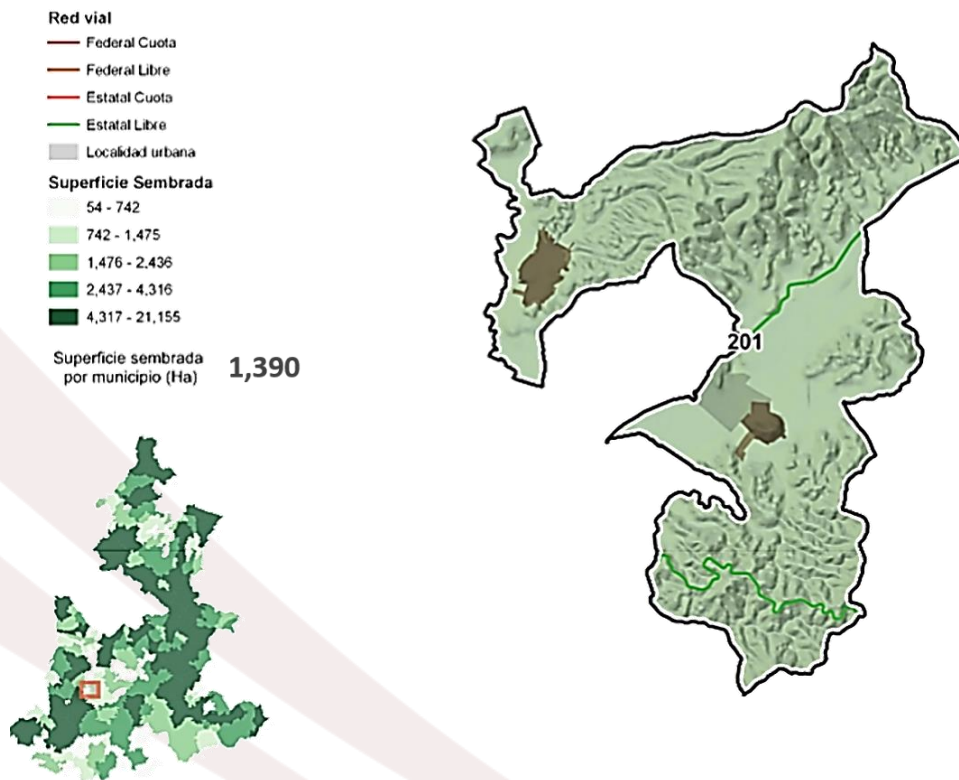 Red vial
Federal Cuota
Federal Libre
Estatal Cuota
Estatal Libre
Localidad urbana
Superficie Sembrada
54 - 742
742 - 1,475
1,476 - 2,436
2,437 - 4,316
4,317 - 21,155
Superficie sembrada
por municipio (Ha)
1,390
201